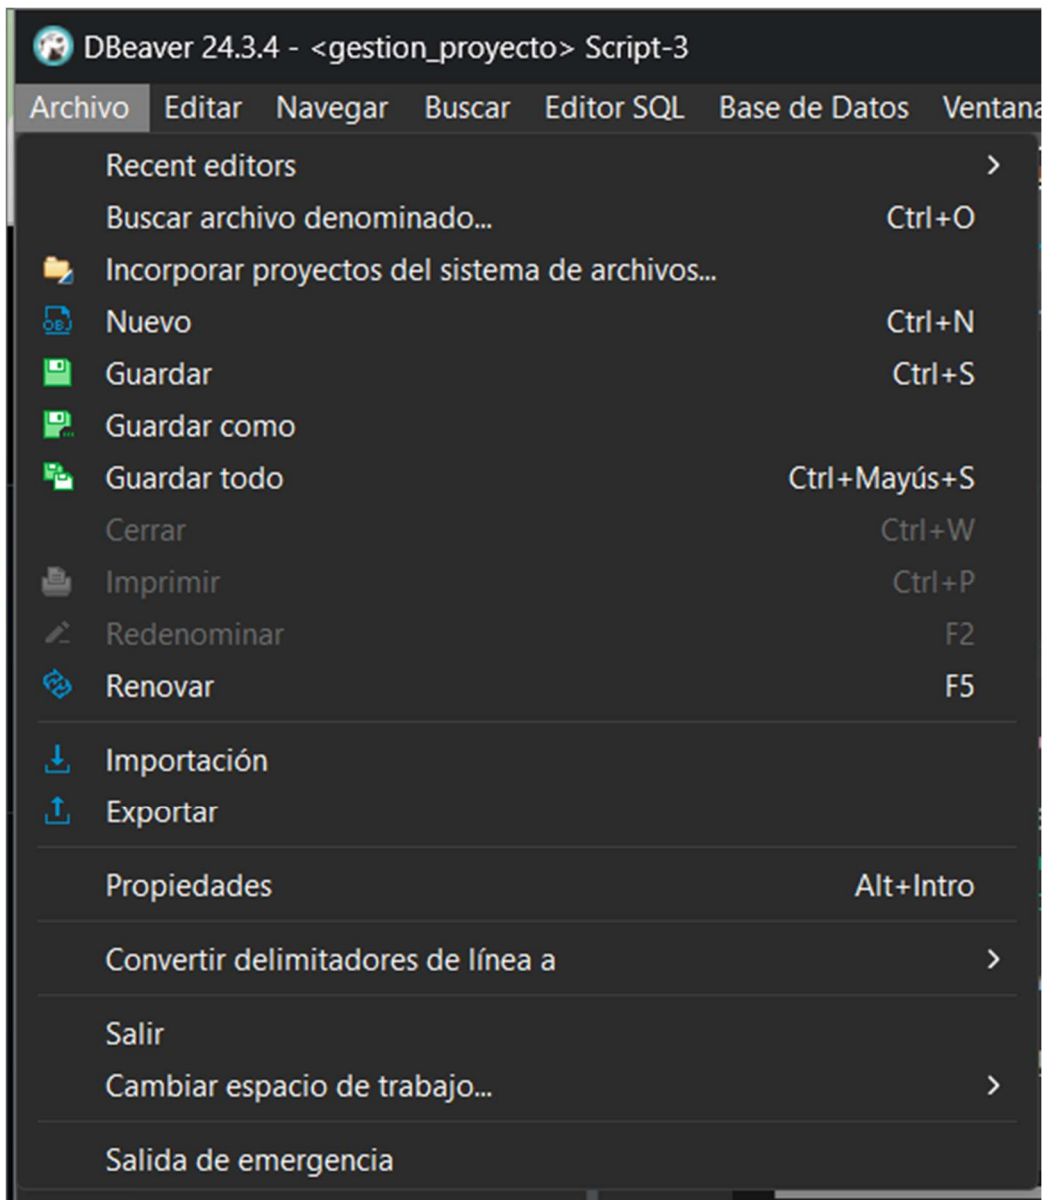 DBeaver 24.3.4 - <gestion_proyecto> Script-3
Archivo Editar Navegar Buscar Editor SQL Base de Datos Ventana
Recent editors
Buscar archivo denominado... Ctrl+O
Incorporar proyectos del sistema de archivos...
Nuevo Ctrl+N
Guardar Ctrl+S
Guardar como
Guardar todo Ctrl+Mayús+S
Cerrar Ctrl+W
Imprimir Ctrl+P
Redenominar F2
Renovar F5
Importación
Exportar
Propiedades Alt+Intro
Convertir delimitadores de línea a
Salir
Cambiar espacio de trabajo...
Salida de emergencia